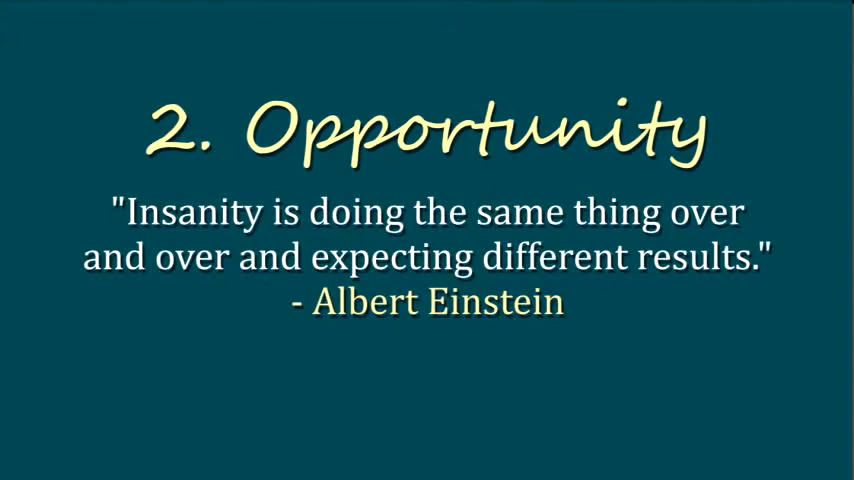 2. Opportunity
"Insanity is doing the same thing over
and over and expecting different results."
- Albert Einstein